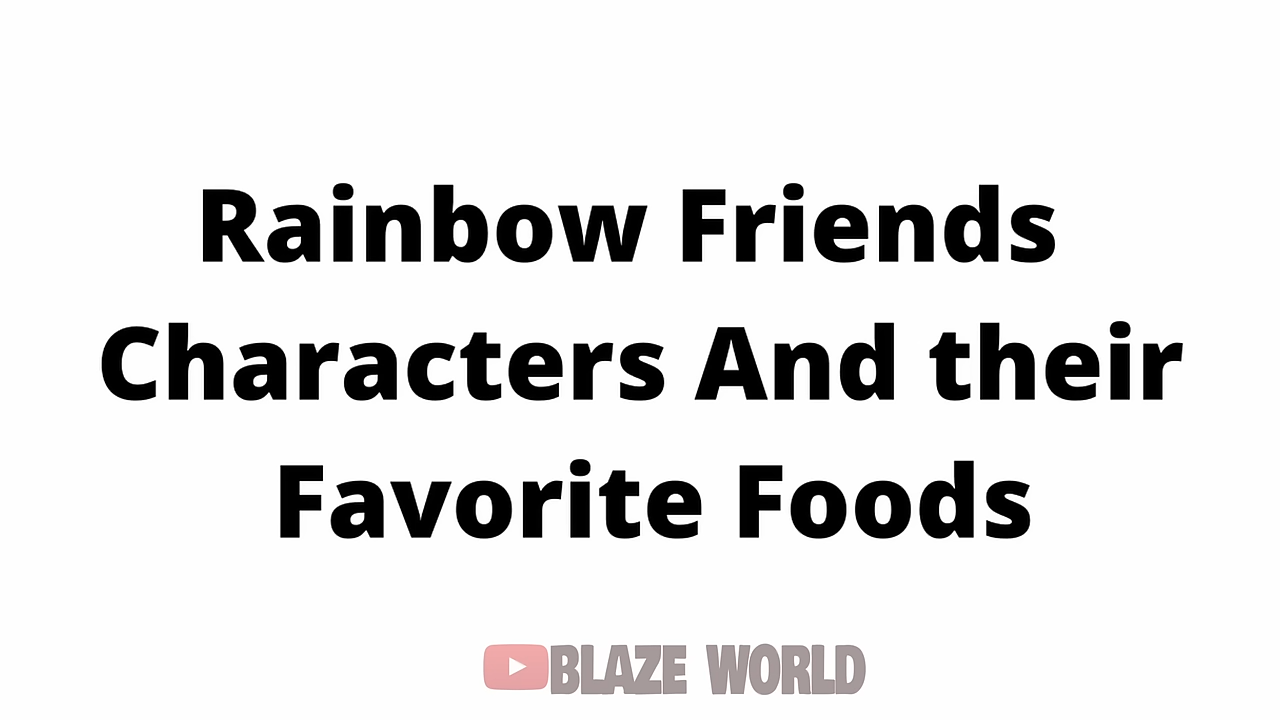 Rainbow Friends
Characters And their
Favorite Foods
BLAZE WORLD